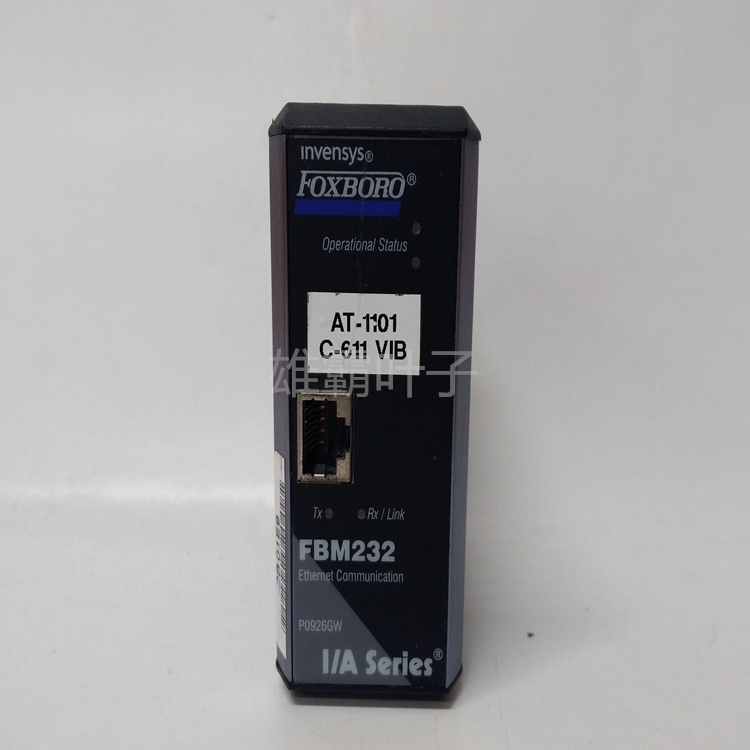 invensys®
FOXBORO®
Operational Status
AT-1101
C-611 VIB
雄霸叶子
Tx
Rx / Link
FBM232
Ethernet Communication
P0926GW
I/A Series®